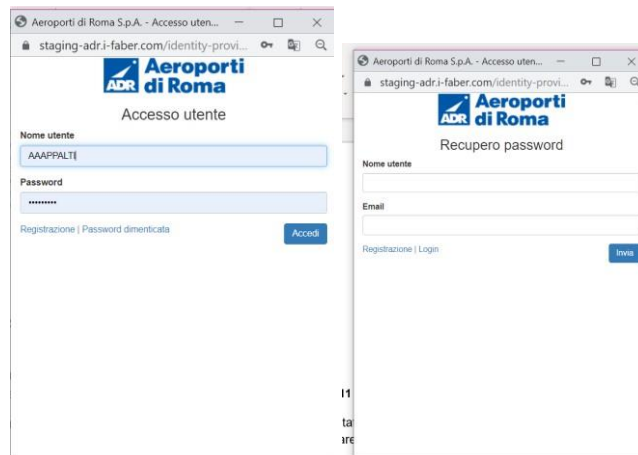 Aeroporti di Roma S.p.A. - Accesso uten...
staging-adr.i-faber.com/identity-provi...
ADR Aeroporti
di Roma
Accesso utente
Nome utente
AAAPPALTI
Password
•••••••••
Registrazione | Password dimenticata
Accedi
Aeroporti di Roma S.p.A. - Accesso uten...
staging-adr.i-faber.com/identity-provi...
ADR Aeroporti
di Roma
Recupero password
Nome utente
Email
Registrazione | Login
Invia